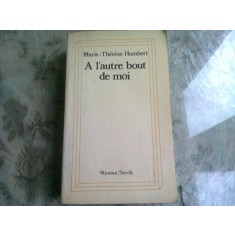 Marie-Thérèse Humbert
A l'autre bout
de moi
Roman/Stock